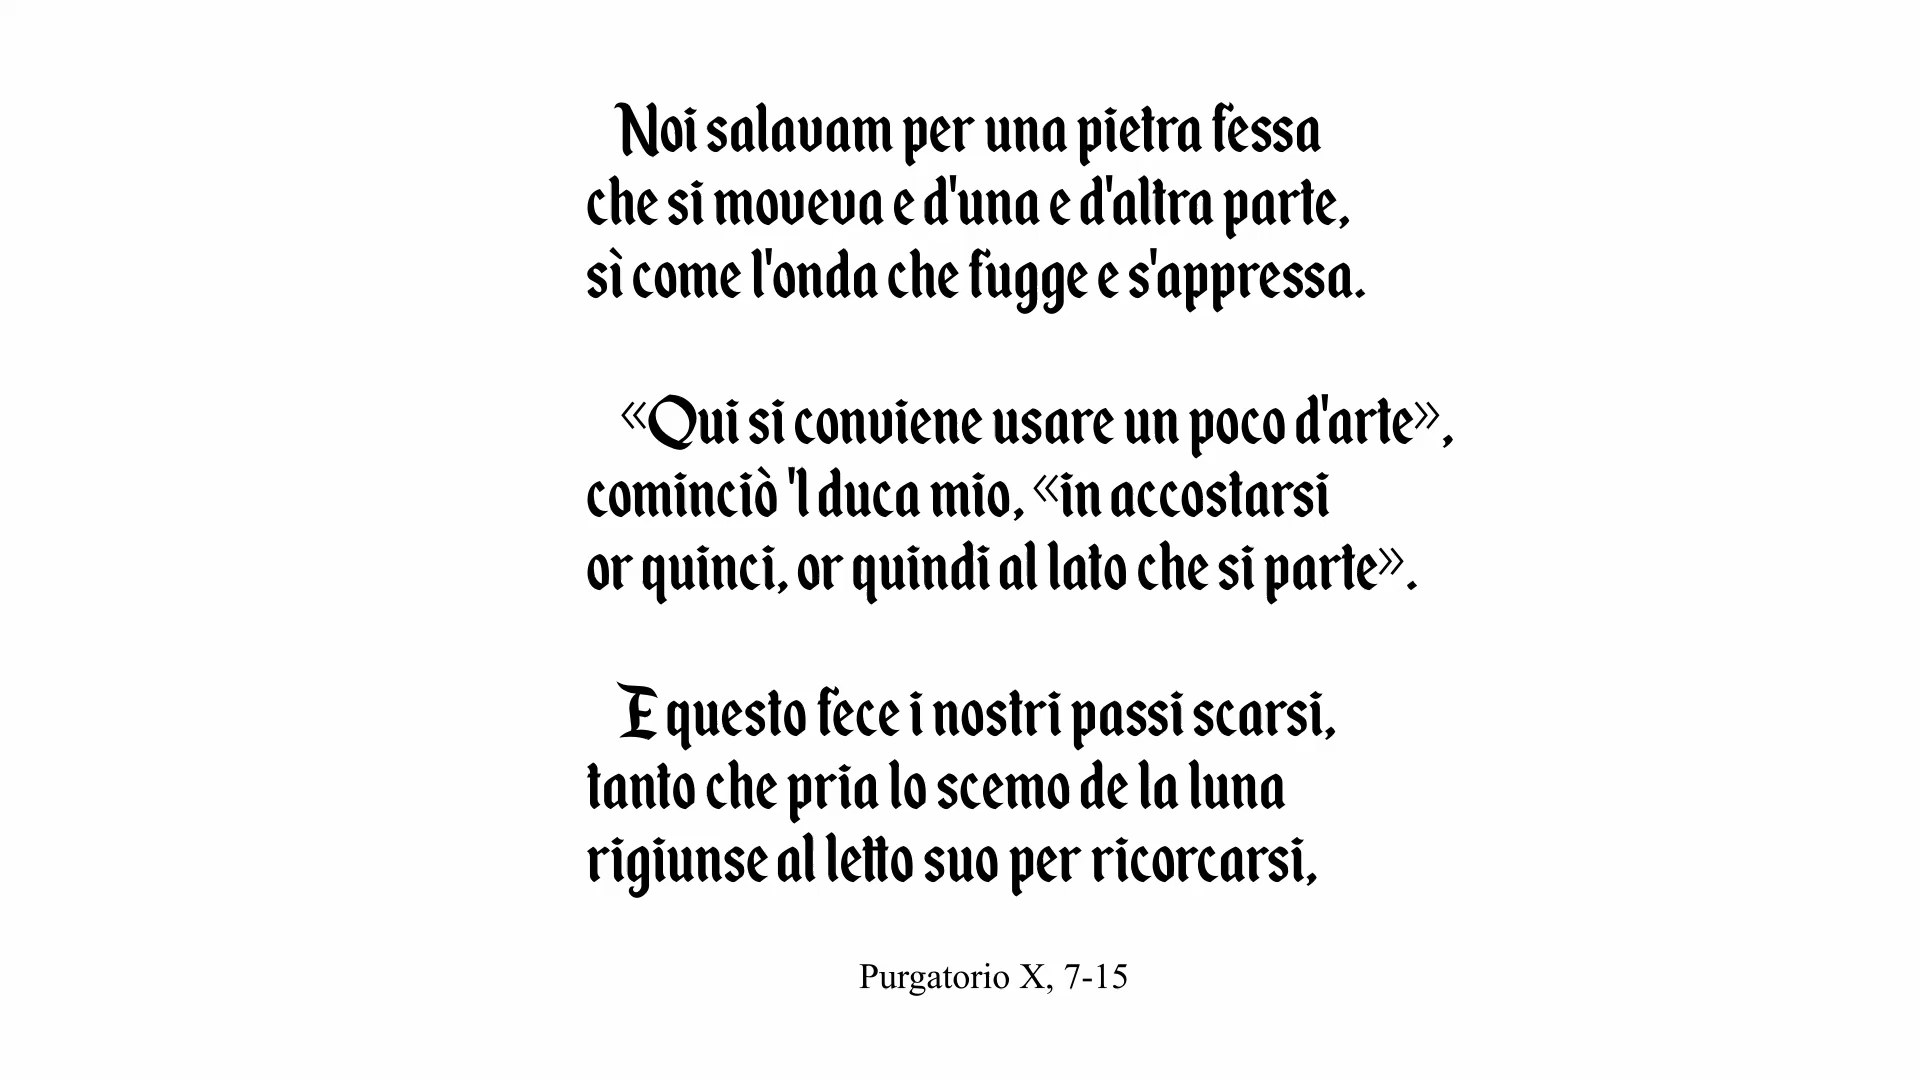 Noi salavam per una pietra fessa
che si moveva e d'una e d'altra parte,
sì come l'onda che fugge e s'appressa.
«Qui si conviene usare un poco d'arte»,
cominciò 'l duca mio, «in accostarsi
or quinci, or quindi al lato che si parte».
E questo fece i nostri passi scarsi,
tanto che pria lo scemo de la luna
rigiunse al letto suo per ricorcarsi,
Purgatorio X, 7-15